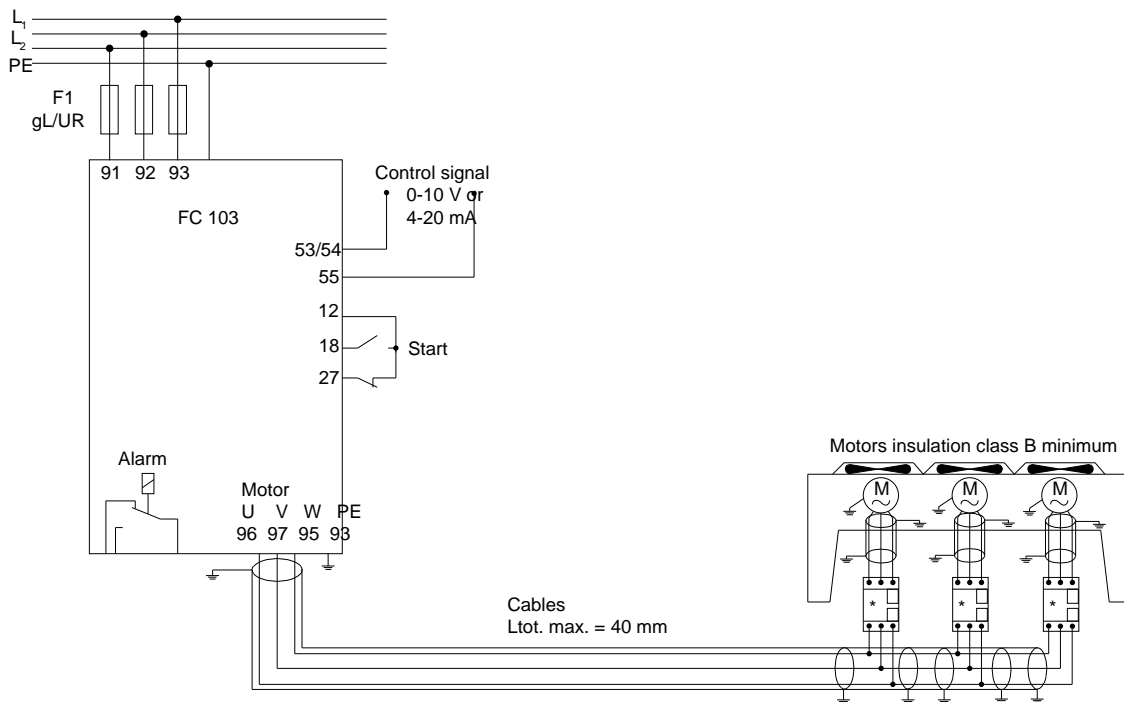 L1
L2
PE
F1
gL/UR
91 92 93
FC 103
Control signal
0-10 V or
4-20 mA
53/54
55
12
18
Start
27
Alarm
Motor
U V W PE
96 97 95 93
Motors insulation class B minimum
M M M
* * *
Cables
Ltot. max. = 40 mm